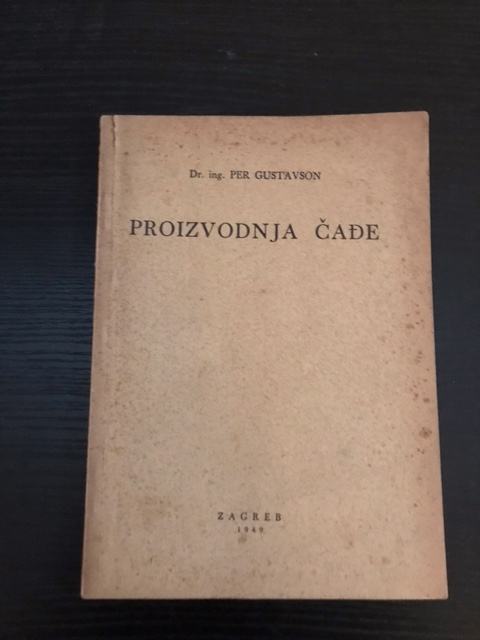 Dr. ing. PER GUSTAVSON
PROIZVODNJA ČAĐE
ZAGREB
1949